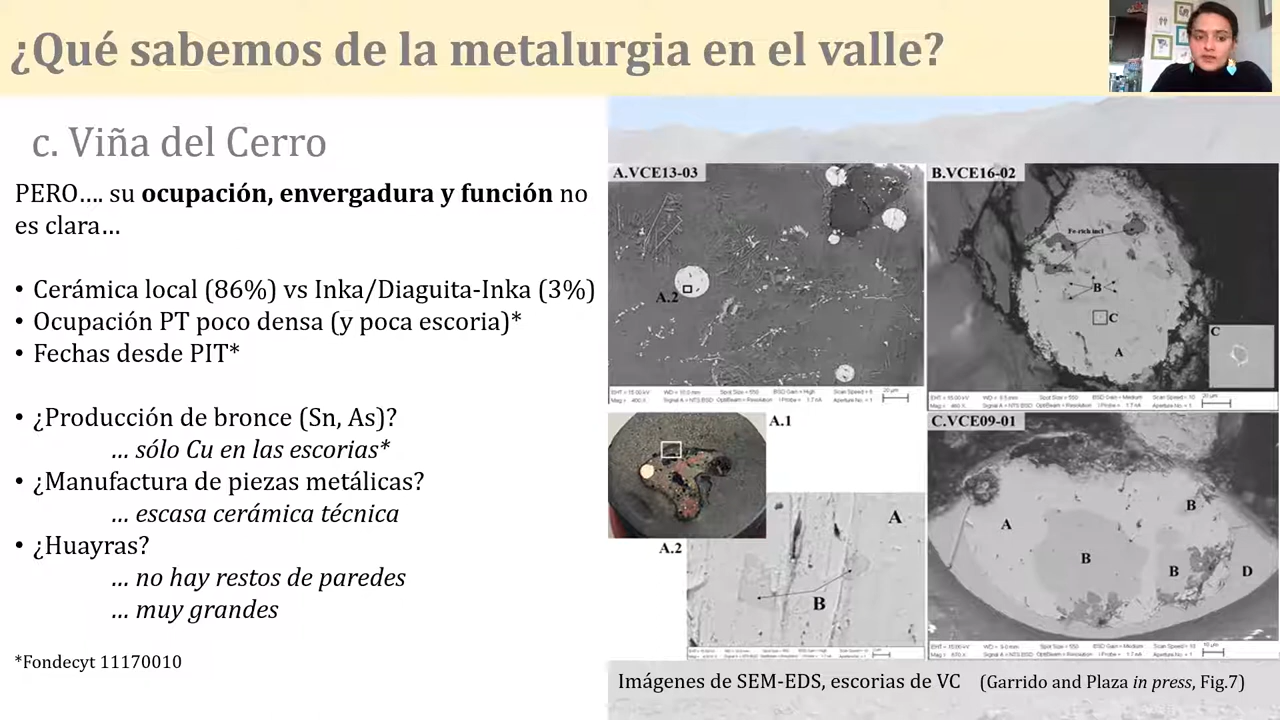 ¿Qué sabemos de la metalurgia en el valle?
c. Viña del Cerro
PERO…. su ocupación, envergadura y función no
es clara…
• Cerámica local (86%) vs Inka/Diaguita-Inka (3%)
• Ocupación PT poco densa (y poca escoria)*
• Fechas desde PIT*
• ¿Producción de bronce (Sn, As)?
… sólo Cu en las escorias*
• ¿Manufactura de piezas metálicas?
… escasa cerámica técnica
• ¿Huayras?
… no hay restos de paredes
… muy grandes
*Fondecyt 11170010
A.VCE13-03
A.2
B.VCE16-02
Fe-rich incl
B
C
A
C
A.1
A.2
A
B
C.VCE09-01
A
B
B
B
D
Imágenes de SEM-EDS, escorias de VC (Garrido and Plaza in press, Fig.7)